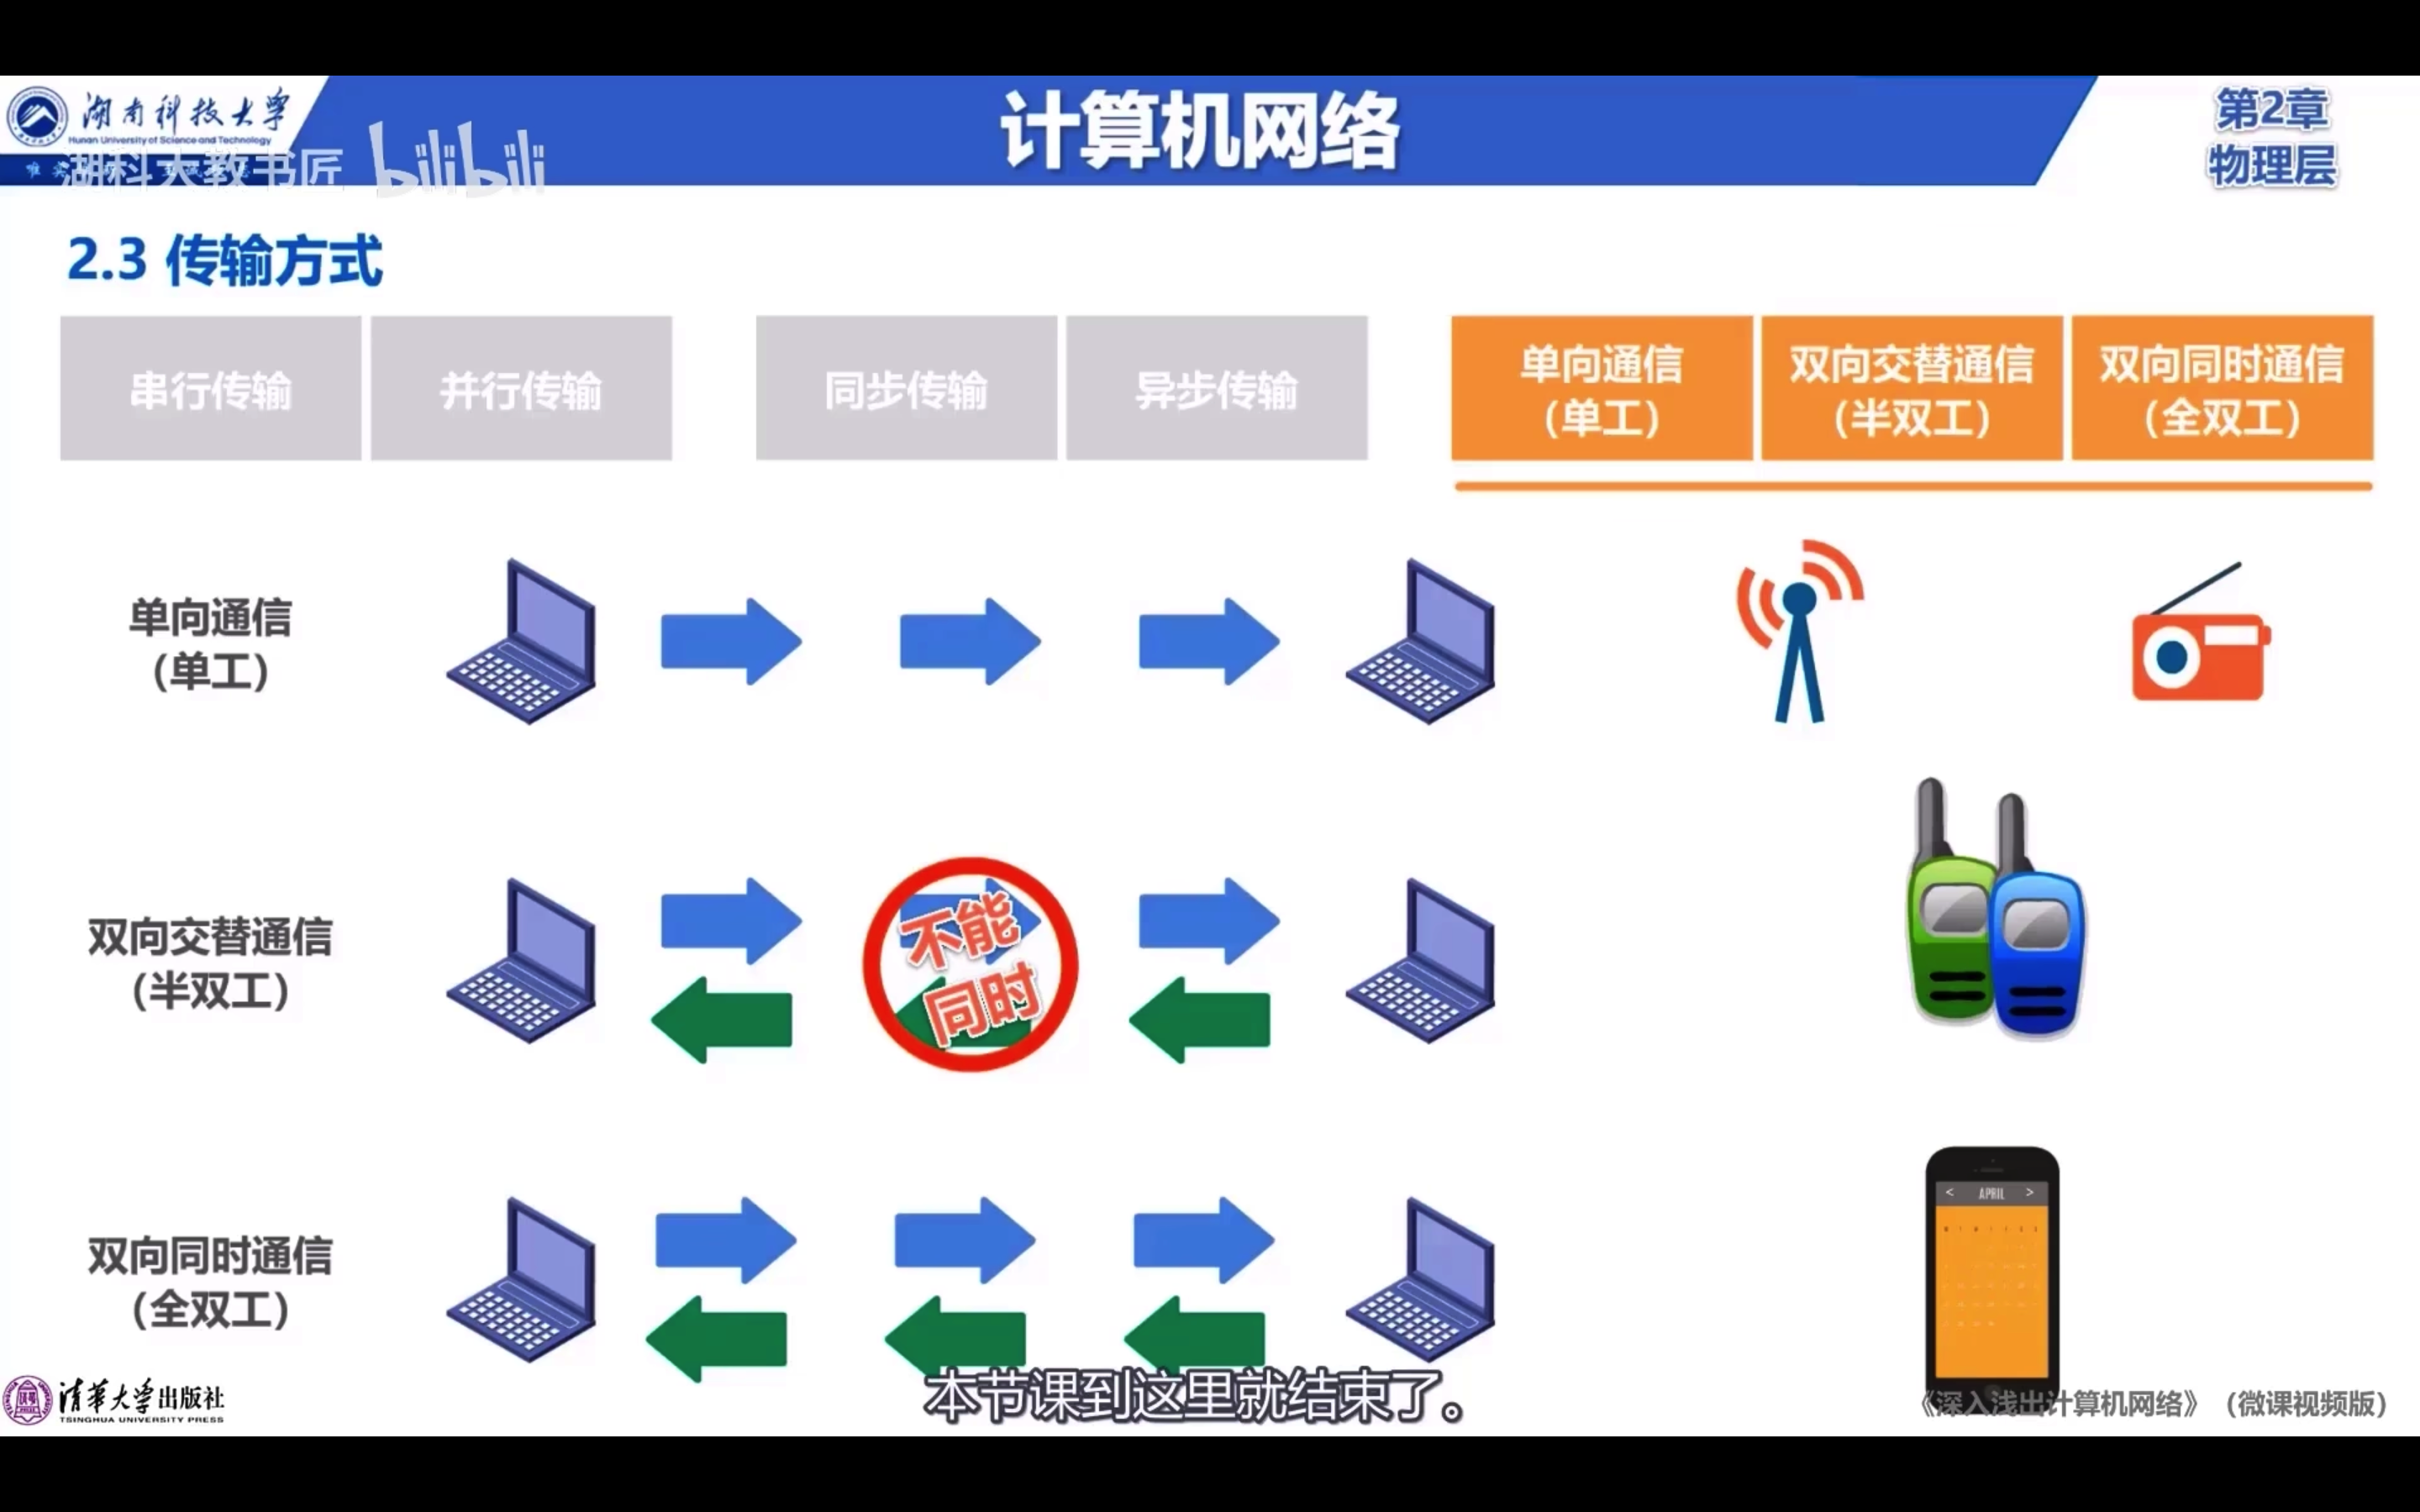 湖南科技大学
Hunan University of Science and Technology
湖科大教书匠 bilibili
计算机网络
第2章
物理层
2.3 传输方式
串行传输
并行传输
同步传输
异步传输
单向通信
（单工）
双向交替通信
（半双工）
双向同时通信
（全双工）
单向通信
（单工）
双向交替通信
（半双工）
不能
同时
双向同时通信
（全双工）
< APRIL >
清华大学出版社
TSINGHUA UNIVERSITY PRESS
本节课到这里就结束了。
《深入浅出计算机网络》（微课视频版）